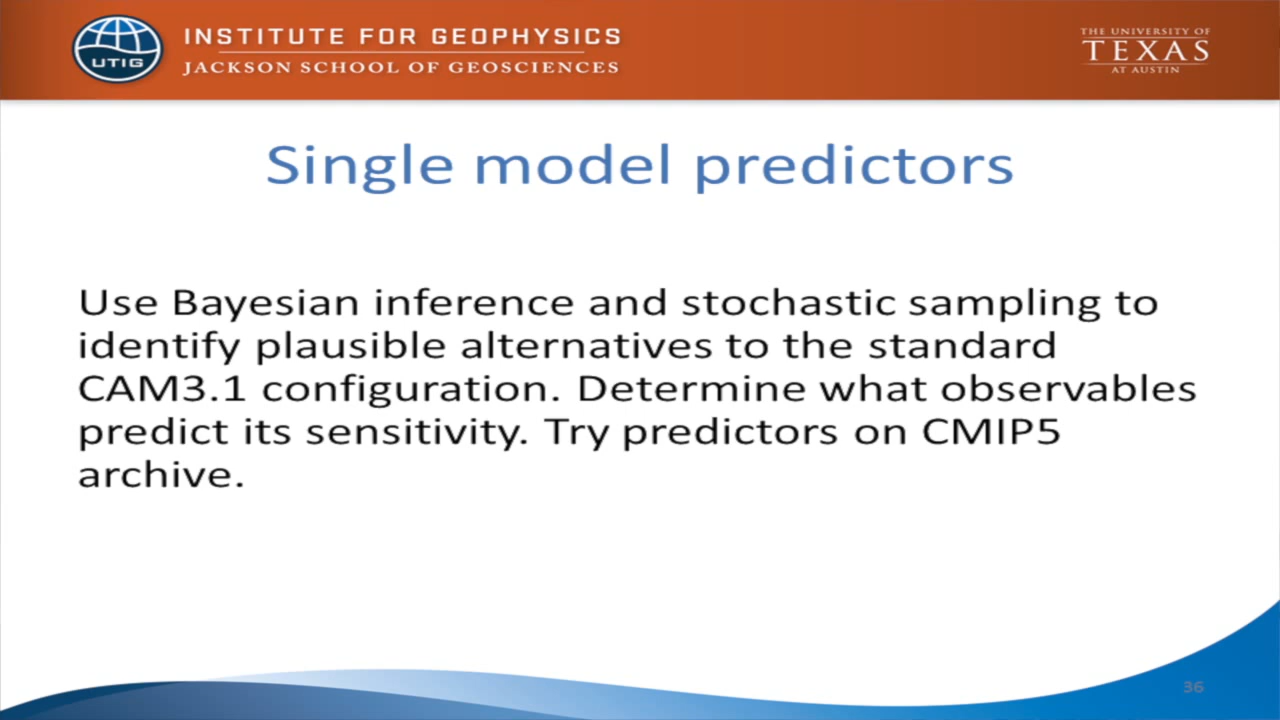 UTIG
INSTITUTE FOR GEOPHYSICS
JACKSON SCHOOL OF GEOSCIENCES
THE UNIVERSITY OF
TEXAS
AT AUSTIN
Single model predictors
Use Bayesian inference and stochastic sampling to
identify plausible alternatives to the standard
CAM3.1 configuration. Determine what observables
predict its sensitivity. Try predictors on CMIP5
archive.
36